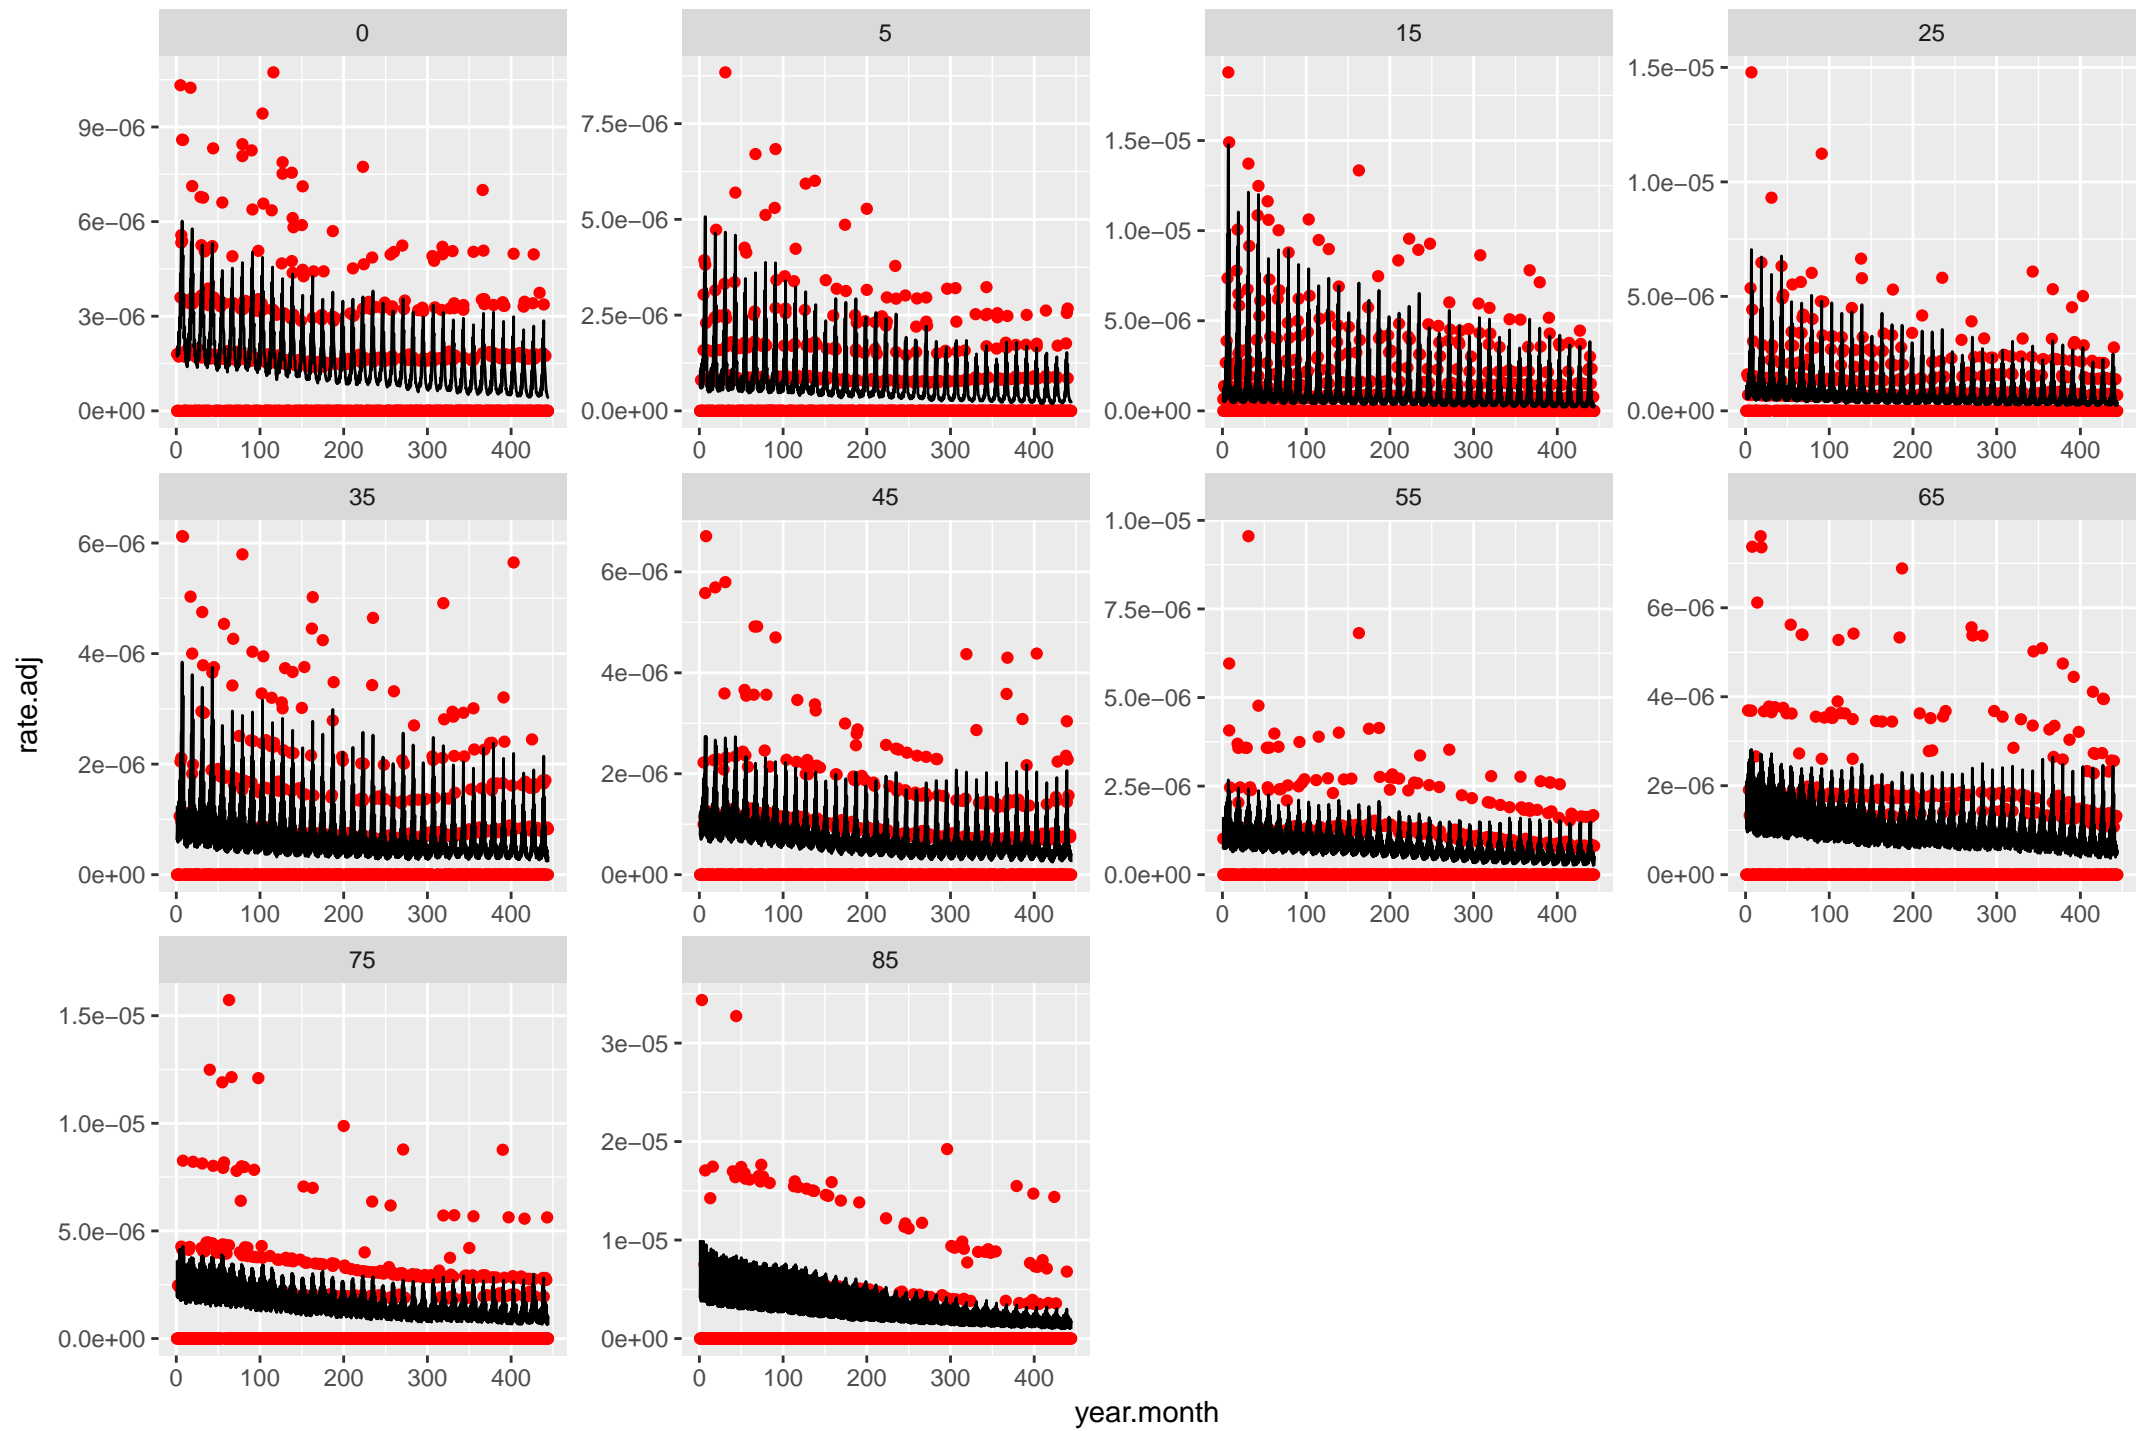 0 5 15 25
9e−06
6e−06
3e−06
0e+00
7.5e−06
5.0e−06
2.5e−06
0.0e+00
1.5e−05
1.0e−05
5.0e−06
0.0e+00
1.5e−05
1.0e−05
5.0e−06
0.0e+00
0 100 200 300 400 0 100 200 300 400 0 100 200 300 400 0 100 200 300 400
35 45 55 65
6e−06
4e−06
2e−06
0e+00
6e−06
4e−06
2e−06
0e+00
1.0e−05
7.5e−06
5.0e−06
2.5e−06
0.0e+00
6e−06
4e−06
2e−06
0e+00
0 100 200 300 400 0 100 200 300 400 0 100 200 300 400 0 100 200 300 400
75 85
1.5e−05
1.0e−05
5.0e−06
0.0e+00
3e−05
2e−05
1e−05
0e+00
0 100 200 300 400 0 100 200 300 400
rate.adj
year.month